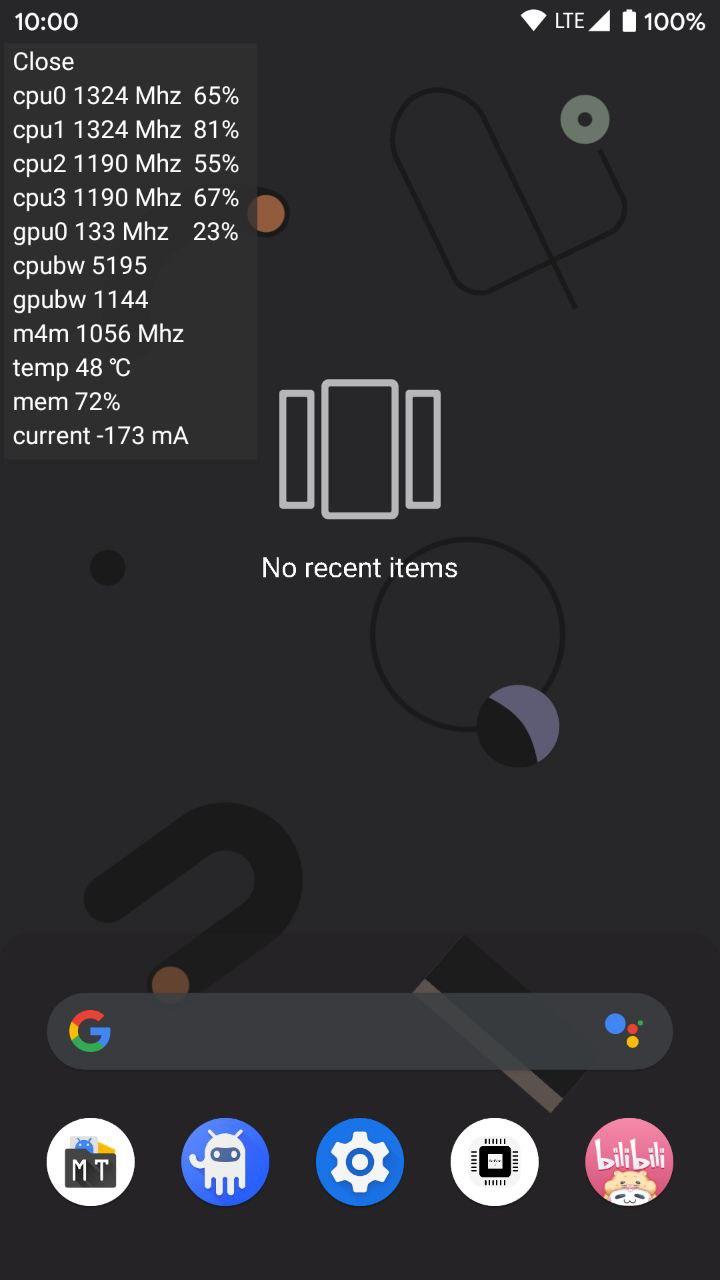 10:00 LTE 100%
Close
cpu0 1324 Mhz 65%
cpu1 1324 Mhz 81%
cpu2 1190 Mhz 55%
cpu3 1190 Mhz 67%
gpu0 133 Mhz 23%
cpubw 5195
gpubw 1144
m4m 1056 Mhz
temp 48 ℃
mem 72%
current -173 mA
No recent items
G
MT
bilibili